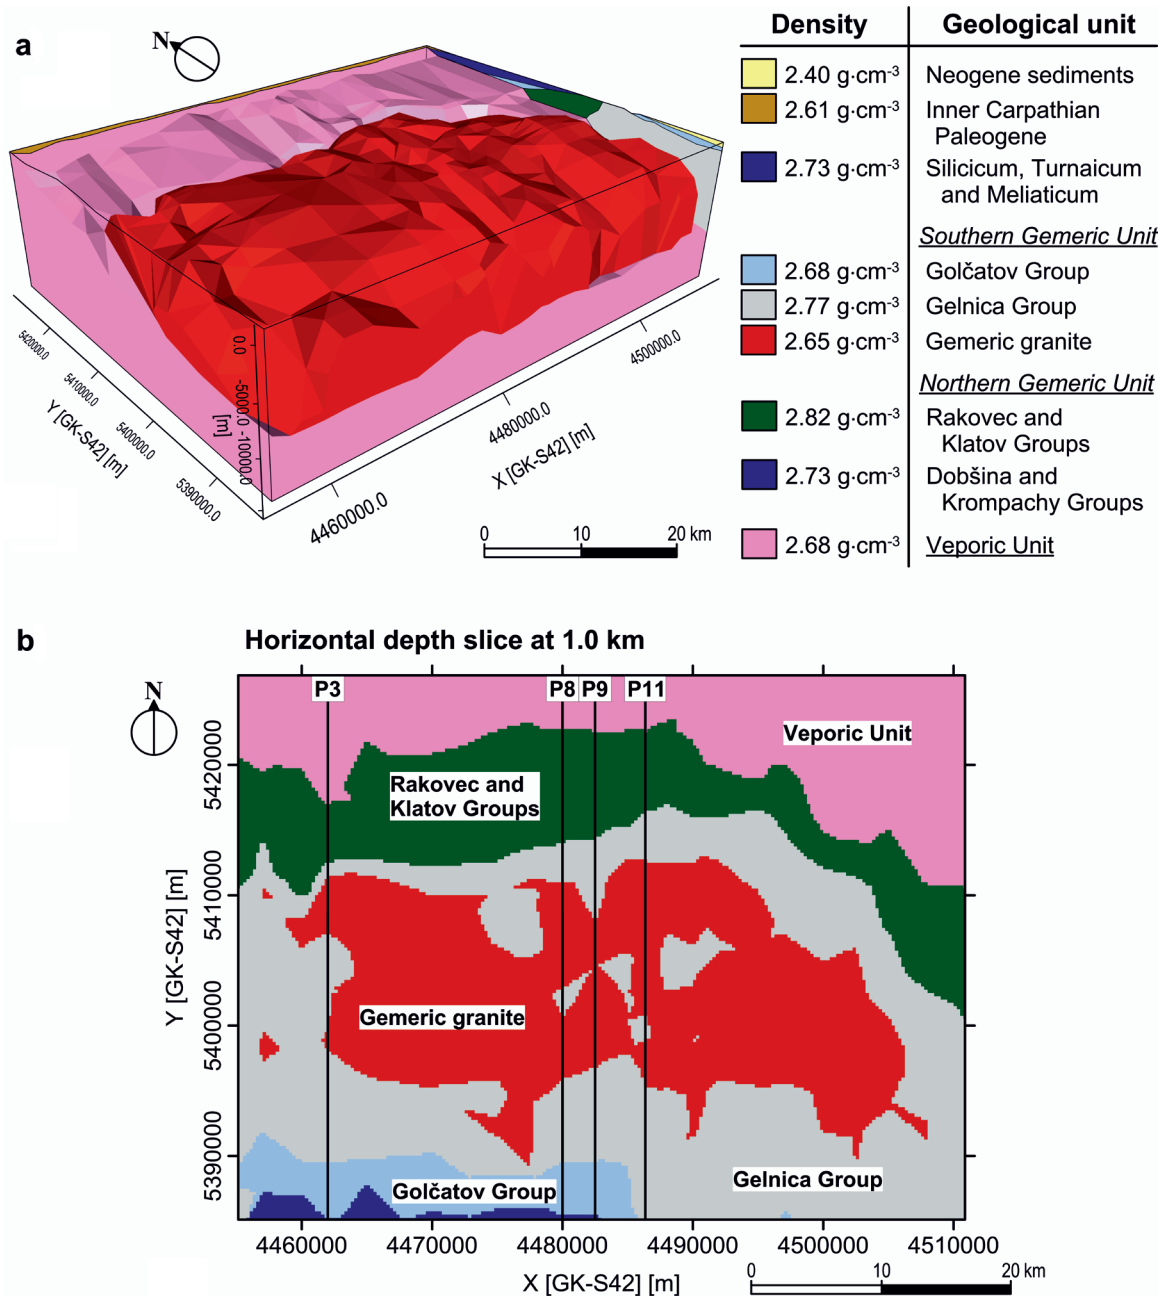 a
N
Density Geological unit
2.40 g·cm-3 Neogene sediments
2.61 g·cm-3 Inner Carpathian
Paleogene
2.73 g·cm-3 Silicicum, Turnaicum
and Meliaticum
Southern Gemeric Unit
2.68 g·cm-3 Golčatov Group
2.77 g·cm-3 Gelnica Group
2.65 g·cm-3 Gemeric granite
Northern Gemeric Unit
2.82 g·cm-3 Rakovec and
Klatov Groups
2.73 g·cm-3 Dobšina and
Krompachy Groups
2.68 g·cm-3 Veporic Unit
5420000.0
5410000.0
5400000.0
5390000.0
Y [GK-S42] [m]
0.0
-5000.0
-10000.0
[m]
4460000.0
4480000.0
4500000.0
X [GK-S42] [m]
0 10 20 km
b
Horizontal depth slice at 1.0 km
N
P3 P8 P9 P11
Veporic Unit
Rakovec and
Klatov Groups
Gemeric granite
Golčatov Group
Gelnica Group
5420000
5410000
5400000
5390000
Y [GK-S42] [m]
4460000 4470000 4480000 4490000 4500000 4510000
X [GK-S42] [m]
0 10 20 km